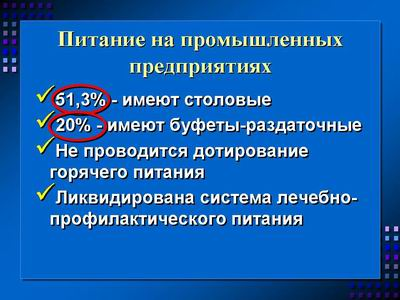 Питание на промышленных
предприятиях
51,3% - имеют столовые
20% - имеют буфеты-раздаточные
Не проводится дотирование
горячего питания
Ликвидирована система лечебно-
профилактического питания